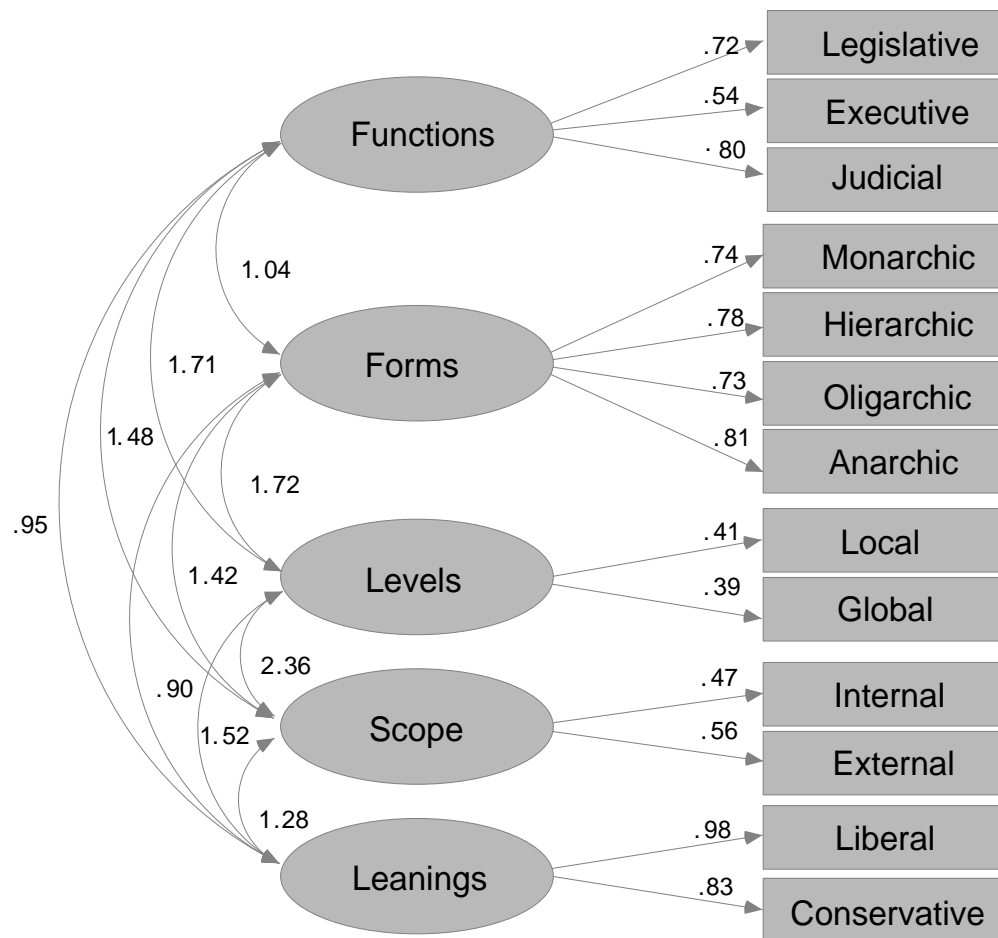 .72
Legislative
Functions
.54
Executive
. 80
Judicial
1.04
.74
Monarchic
.78
Hierarchic
Forms
.73
Oligarchic
.81
Anarchic
1.71
1.48
1.72
.95
.41
Local
1.42
Levels
.39
Global
2.36
.90
1.52
.47
Internal
Scope
.56
External
1.28
.98
Liberal
Leanings
.83
Conservative